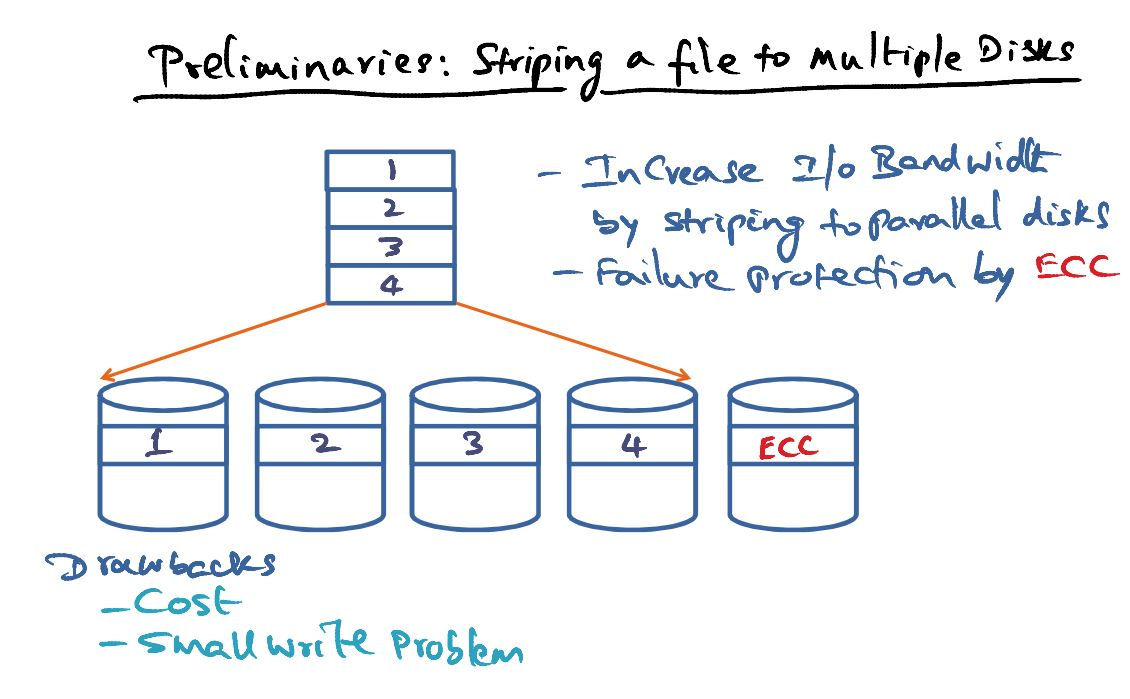 Preliminaries: Striping a file to Multiple Disks
1
2
3
4
- Increase I/o Bandwidth
by striping to parallel disks
- Failure protection by ECC
1 2 3 4 ECC
Drawbacks
- Cost
- Small write Problem